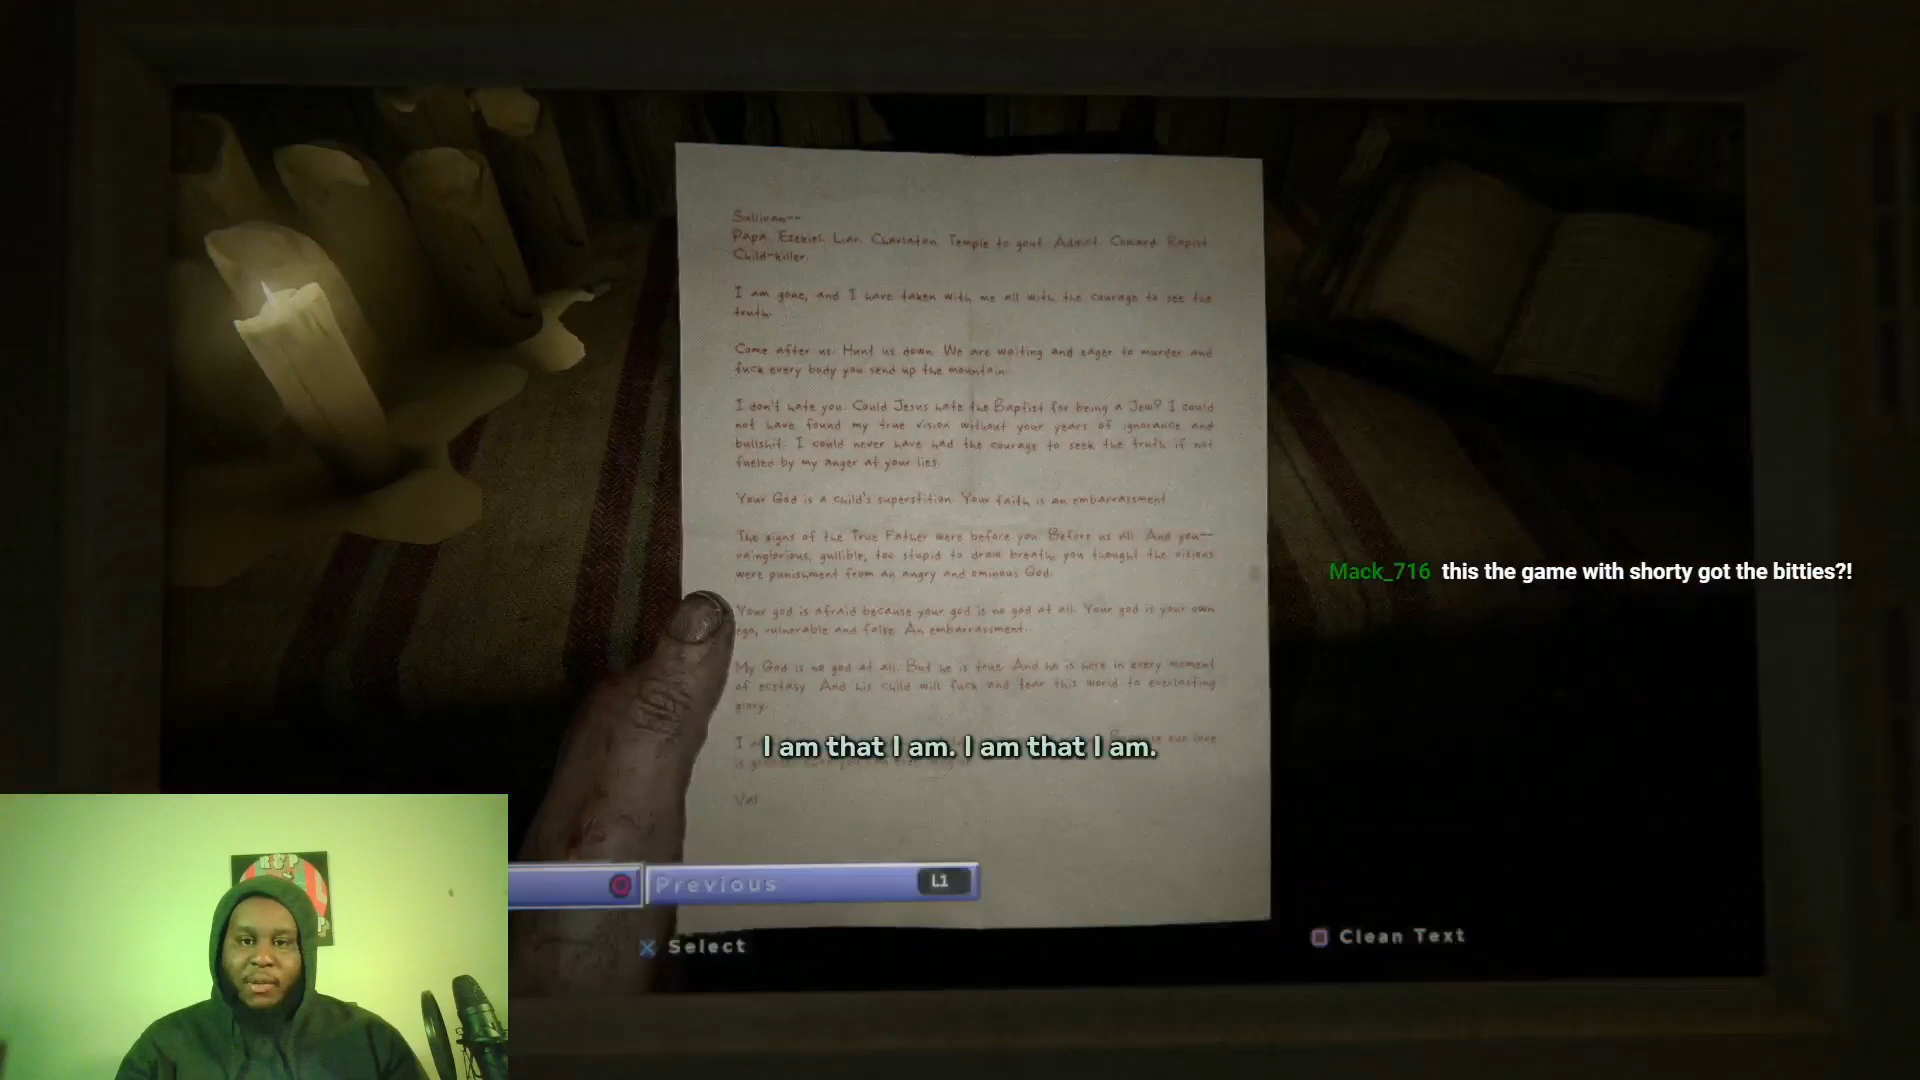 Sullivan--
Papa. Ezekiel. Liar. Charlatan. Temple to gout. Addict. Coward. Rapist.
Child-killer.
I am gone, and I have taken with me all with the courage to see the
truth.
Come after us. Hunt us down. We are waiting and eager to murder and
fuck every body you send up the mountain.
I don't hate you. Could Jesus hate the Baptist for being a Jew? I could
not have found my true vision without your years of ignorance and
bullshit. I could never have had the courage to seek the truth if not
fueled by my anger at your lies.
Your God is a child's superstition. Your faith is an embarrassment.
The signs of the True Father were before you. Before us all. And you--
vainglorious, gullible, too stupid to draw breath, you thought the visions
were punishment from an angry and ominous God.
Mack_716 this the game with shorty got the bitties?!
Your god is afraid because your god is no god at all. Your god is your own
ego, vulnerable and false. An embarrassment.
My God is no god at all. But he is true. And he is here in every moment
of ecstasy. And his child will fuck and tear this world to everlasting
glory.
I am that I am. I am that I am.
I our love
is
Val
Previous L1
Select
Clean Text
RSP